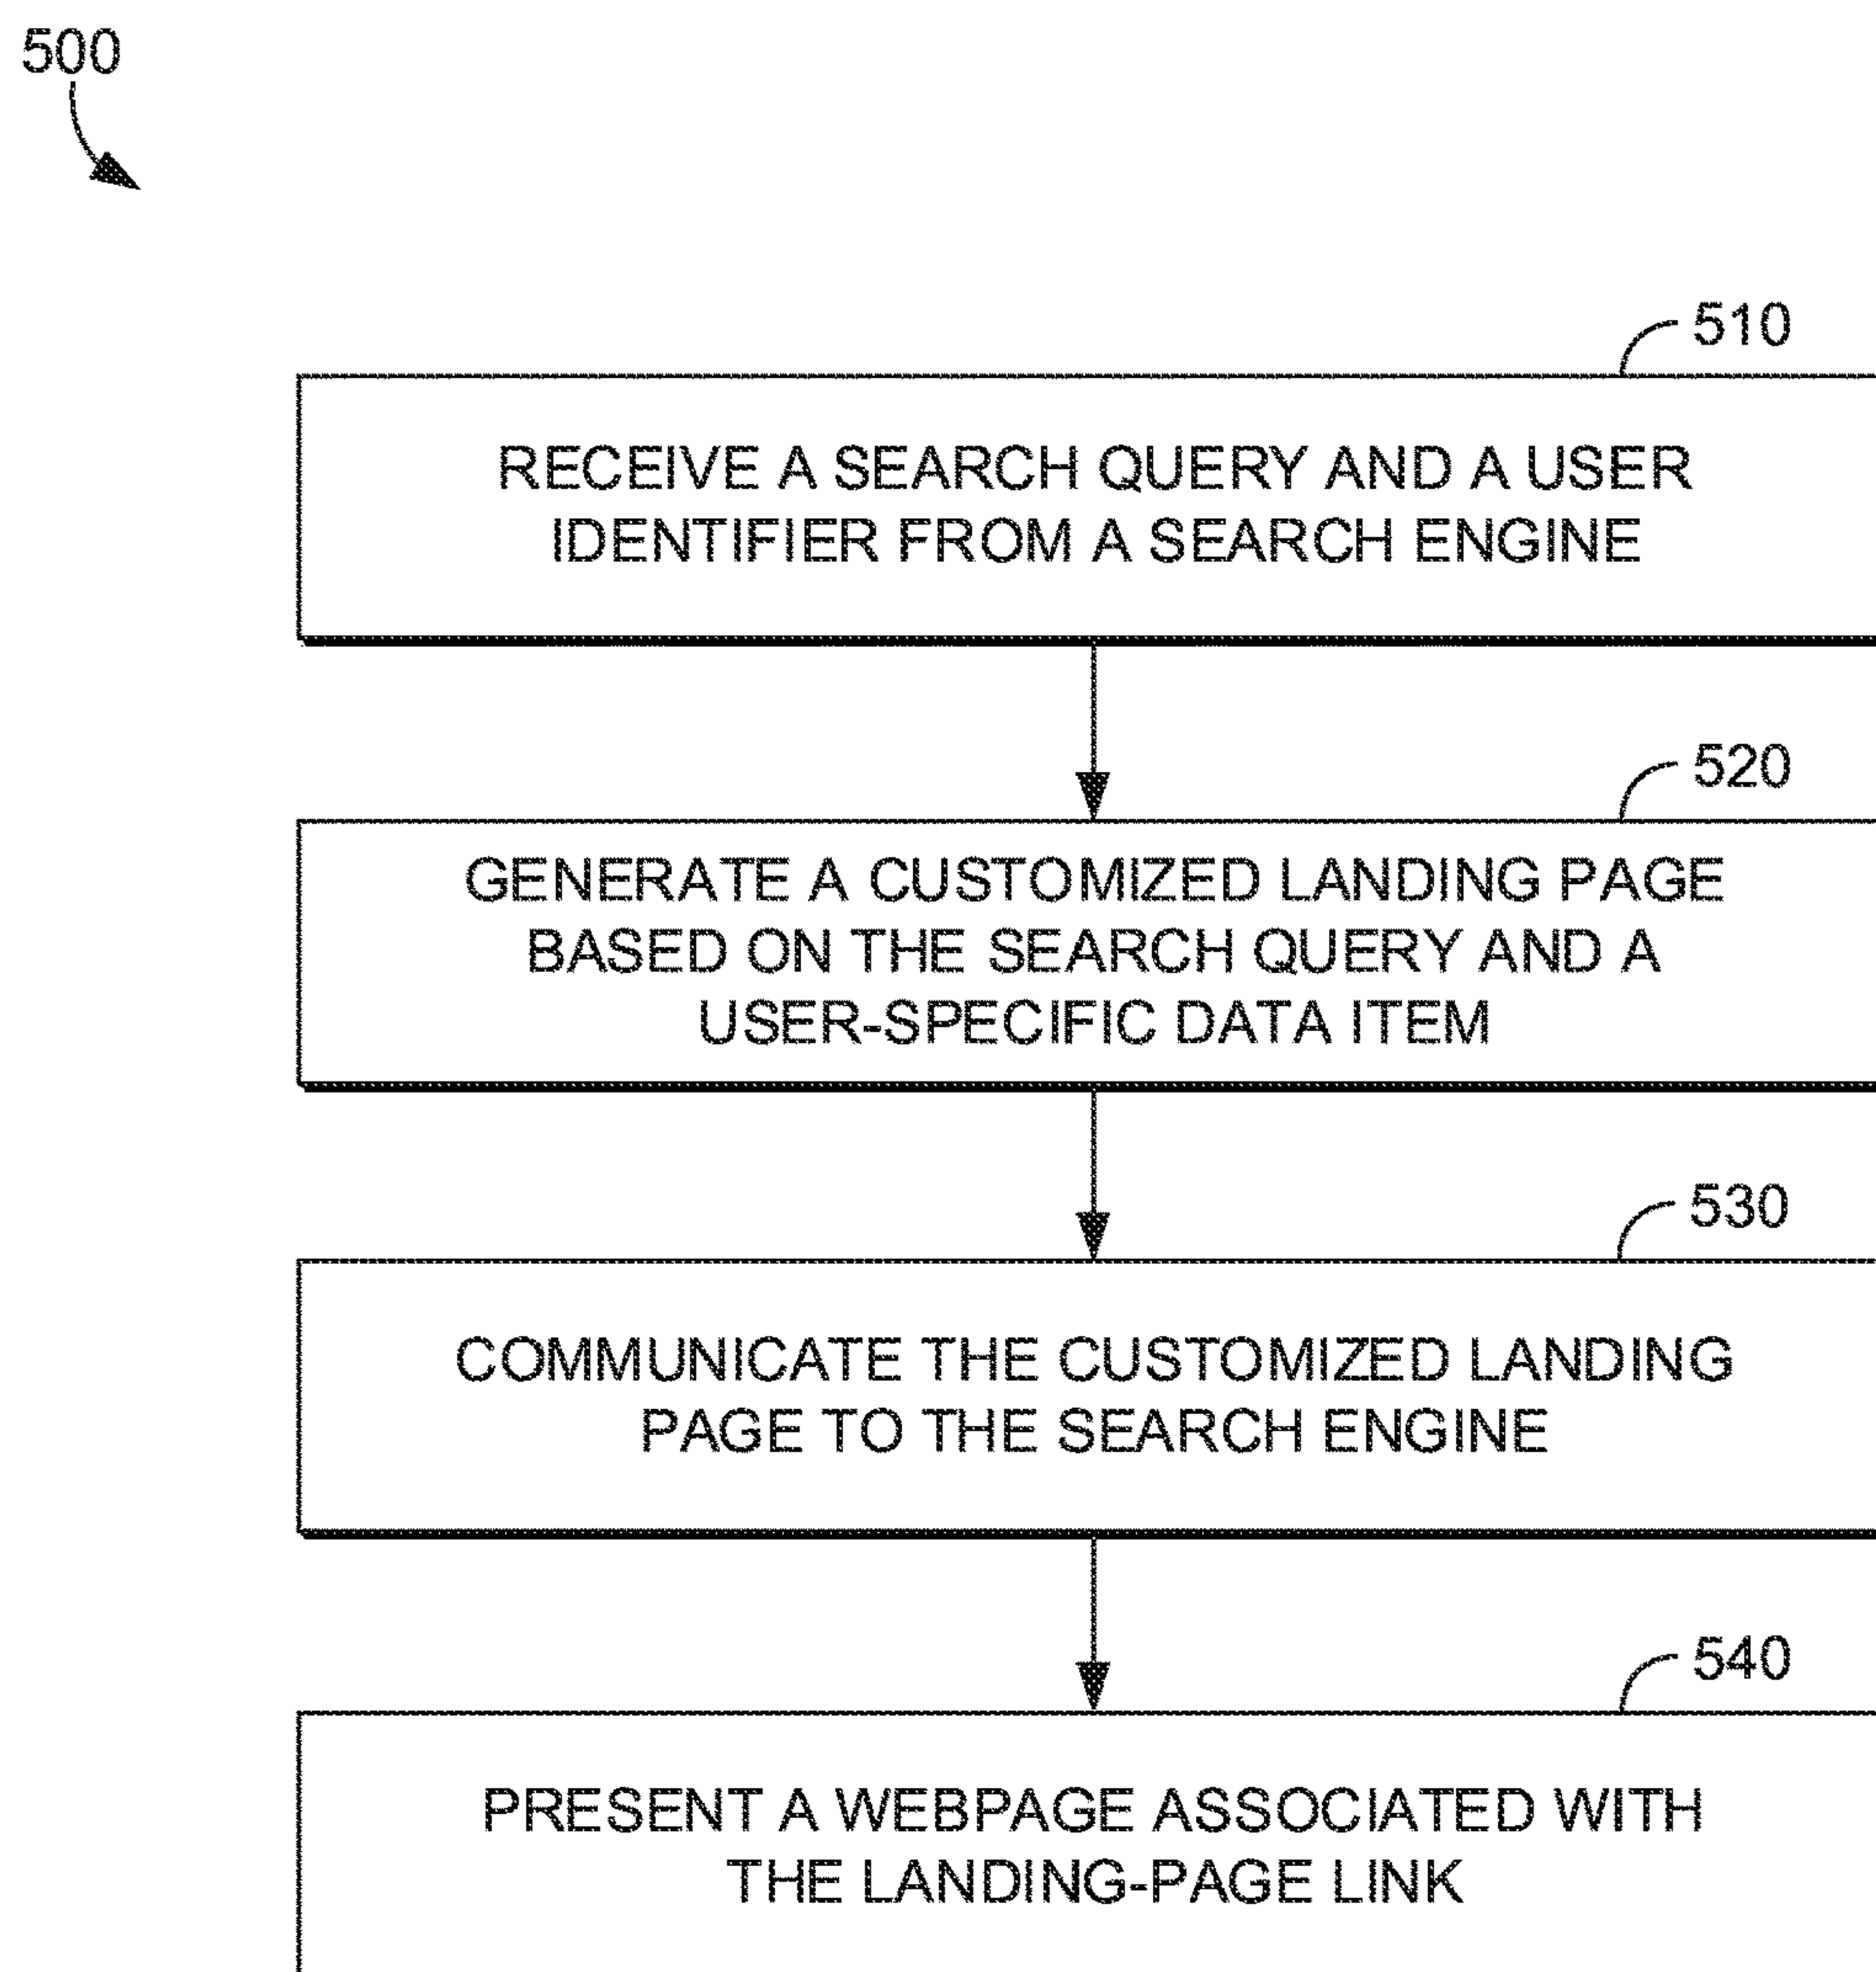 500
510
RECEIVE A SEARCH QUERY AND A USER
IDENTIFIER FROM A SEARCH ENGINE
520
GENERATE A CUSTOMIZED LANDING PAGE
BASED ON THE SEARCH QUERY AND A
USER-SPECIFIC DATA ITEM
530
COMMUNICATE THE CUSTOMIZED LANDING
PAGE TO THE SEARCH ENGINE
540
PRESENT A WEBPAGE ASSOCIATED WITH
THE LANDING-PAGE LINK